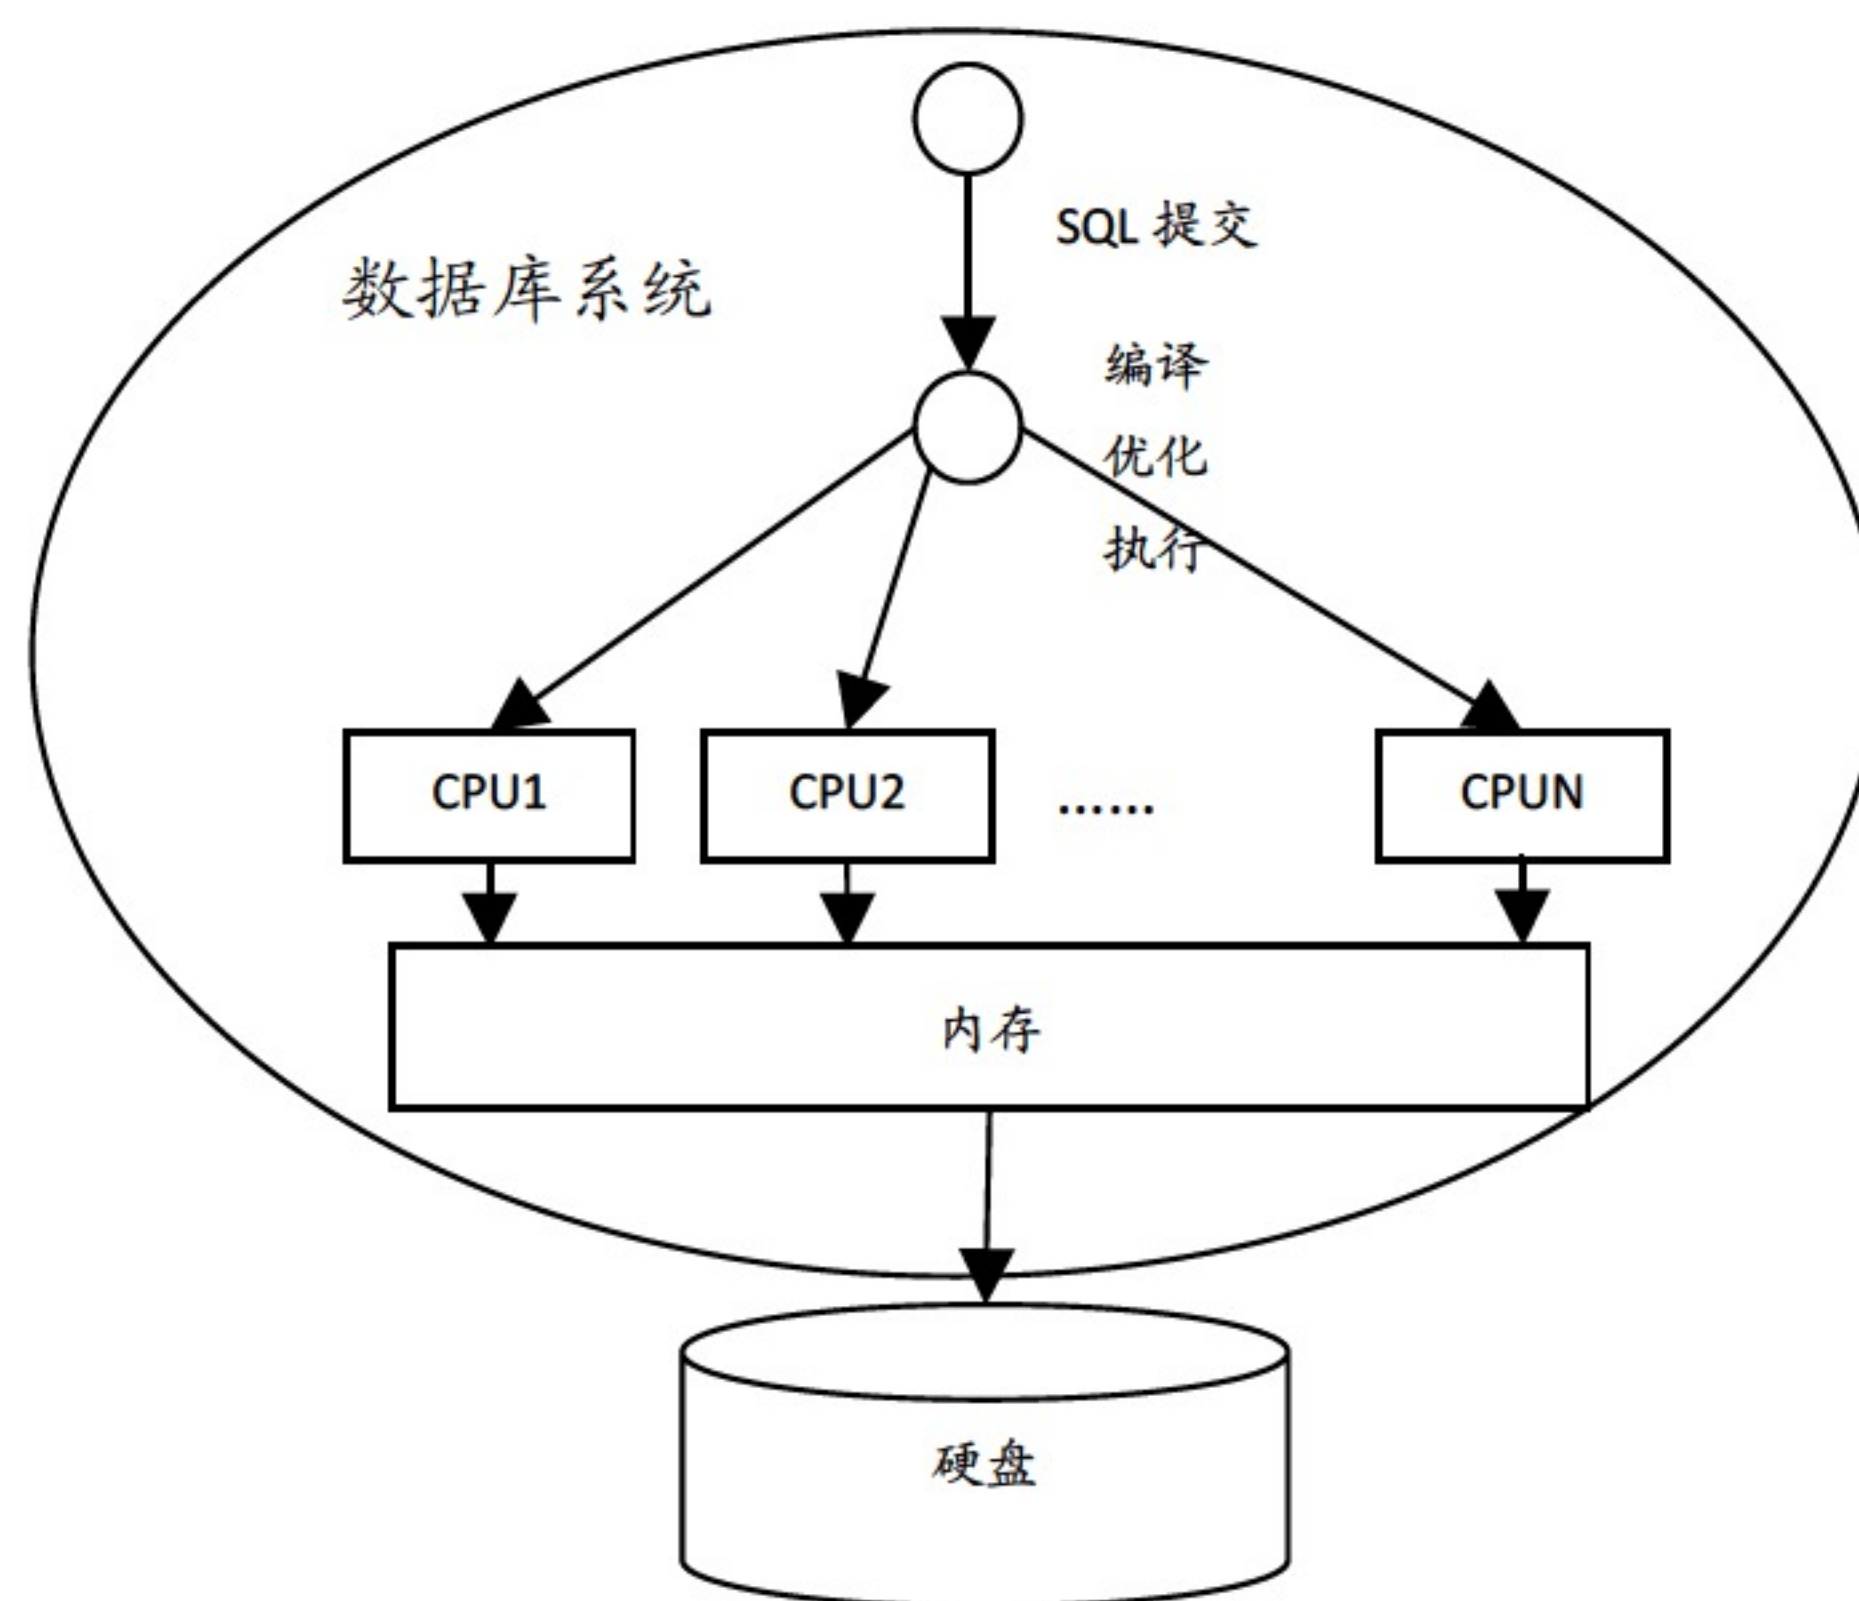 SQL 提交
数据库系统
编译
优化
执行
CPU1
CPU2
......
CPUN
内存
硬盘